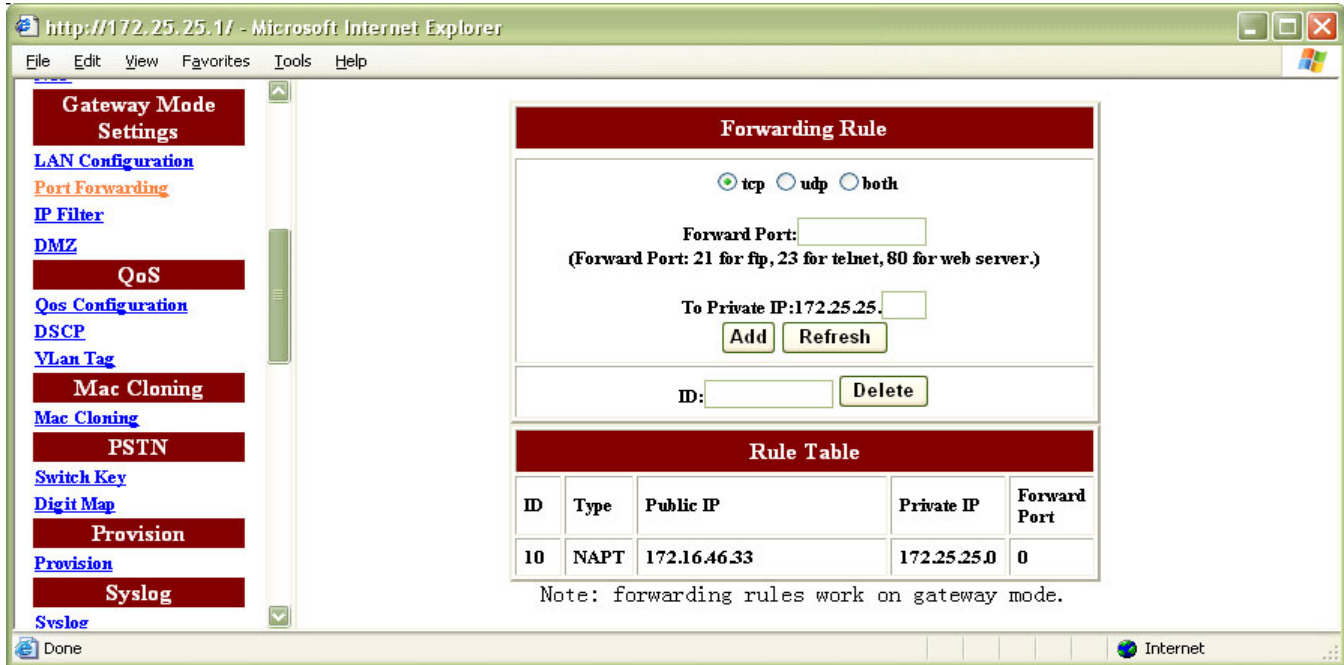 http://172.25.25.1/ - Microsoft Internet Explorer
File Edit View Favorites Tools Help
Gateway Mode
Settings
LAN Configuration
Port Forwarding
IP Filter
DMZ
QoS
Qos Configuration
DSCP
VLan Tag
Mac Cloning
Mac Cloning
PSTN
Switch Key
Digit Map
Provision
Provision
Syslog
Syslog
Forwarding Rule
tcp udp both
Forward Port:
(Forward Port: 21 for ftp, 23 for telnet, 80 for web server.)
To Private IP:172.25.25.
Add Refresh
ID: Delete
Rule Table
ID Type Public IP Private IP Forward
Port
10 NAPT 172.16.46.33 172.25.25.0 0
Note: forwarding rules work on gateway mode.
Done Internet